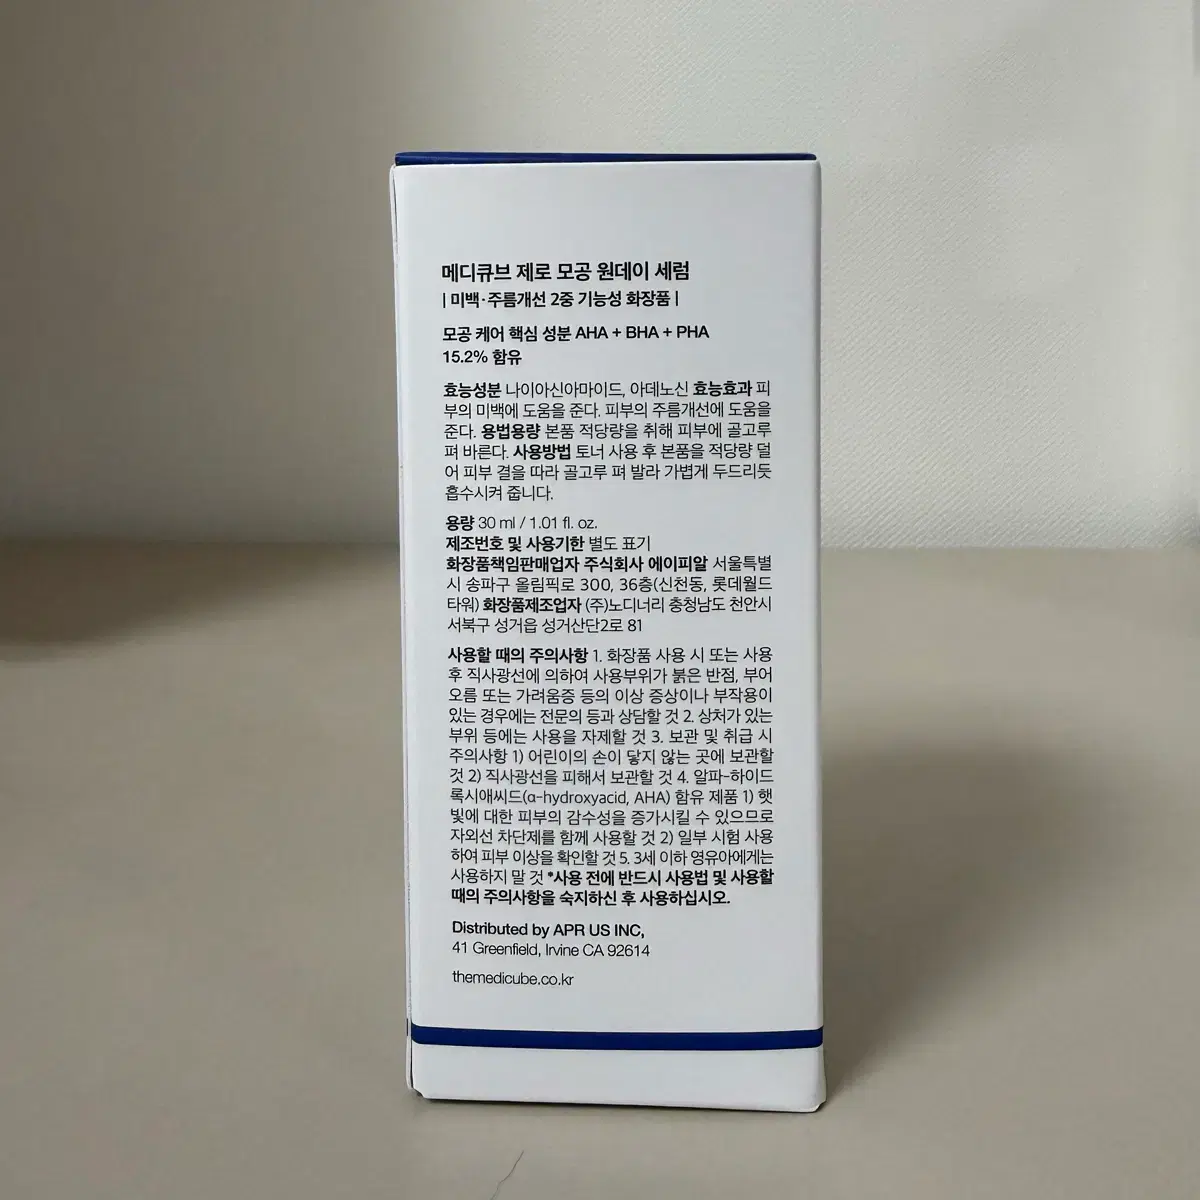 메디큐브 제로 모공 원데이 세럼
| 미백·주름개선 2중 기능성 화장품 |
모공 케어 핵심 성분 AHA + BHA + PHA
15.2% 함유
효능성분 나이아신아마이드, 아데노신 효능효과 피
부의 미백에 도움을 준다. 피부의 주름개선에 도움을
준다. 용법용량 본품 적당량을 취해 피부에 골고루
펴 바른다. 사용방법 토너 사용 후 본품을 적당량 덜
어 피부 결을 따라 골고루 펴 발라 가볍게 두드리듯
흡수시켜 줍니다.
용량 30 ml / 1.01 fl. oz.
제조번호 및 사용기한 별도 표기
화장품책임판매업자 주식회사 에이피알 서울특별
시 송파구 올림픽로 300, 36층(신천동, 롯데월드
타워) 화장품제조업자 (주)노디너리 충청남도 천안시
서북구 성거읍 성거산단2로 81
사용할 때의 주의사항 1. 화장품 사용 시 또는 사용
후 직사광선에 의하여 사용부위가 붉은 반점, 부어
오름 또는 가려움증 등의 이상 증상이나 부작용이
있는 경우에는 전문의 등과 상담할 것 2. 상처가 있는
부위 등에는 사용을 자제할 것 3. 보관 및 취급 시
주의사항 1) 어린이의 손이 닿지 않는 곳에 보관할
것 2) 직사광선을 피해서 보관할 것 4. 알파-하이드
록시애씨드(α-hydroxyacid, AHA) 함유 제품 1) 햇
빛에 대한 피부의 감수성을 증가시킬 수 있으므로
자외선 차단제를 함께 사용할 것 2) 일부 시험 사용
하여 피부 이상을 확인할 것 5. 3세 이하 영유아에게는
사용하지 말 것 *사용 전에 반드시 사용법 및 사용할
때의 주의사항을 숙지하신 후 사용하십시오.
Distributed by APR US INC,
41 Greenfield, Irvine CA 92614
themedicube.co.kr